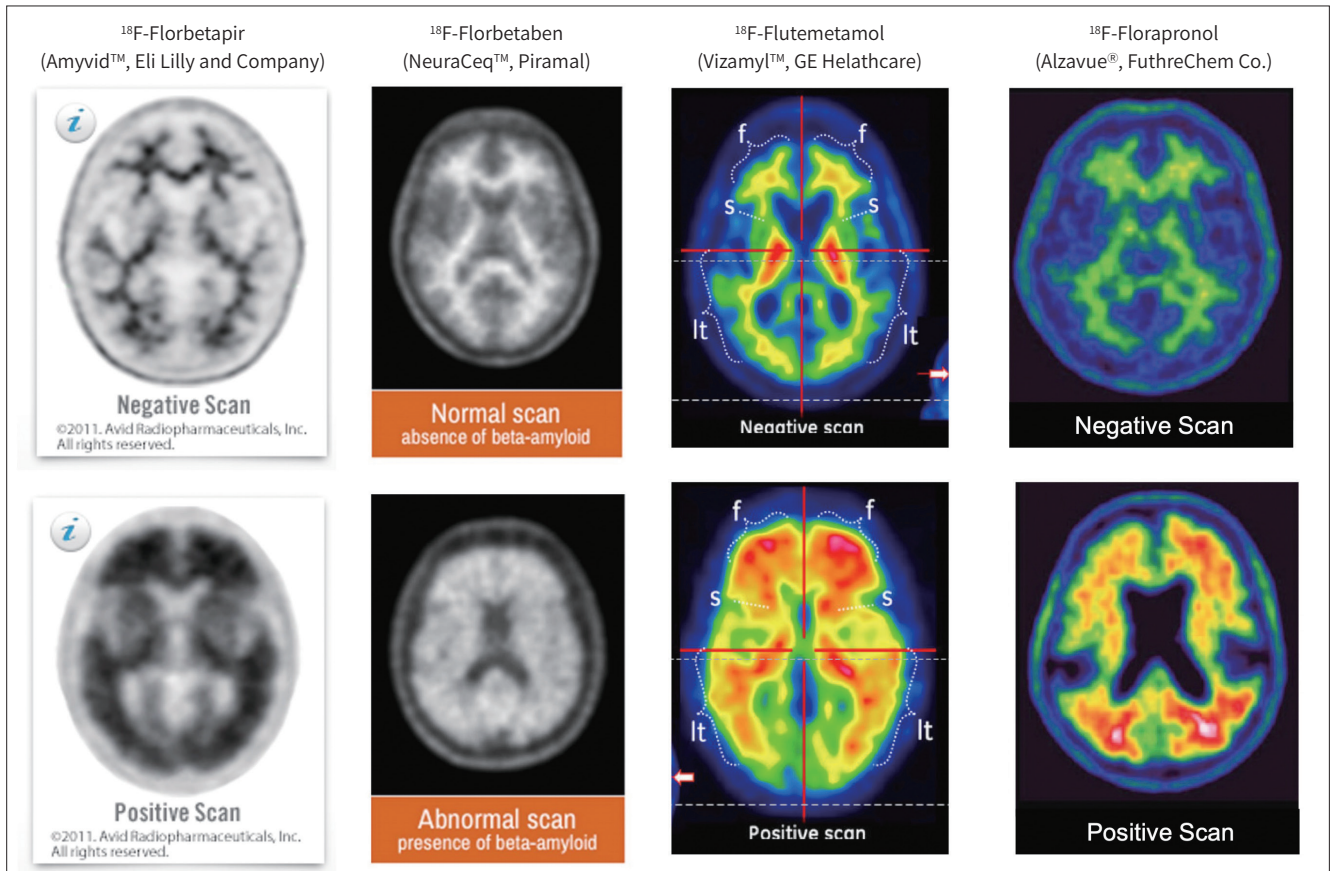 ¹⁸F-Florbetapir
(Amyvid™, Eli Lilly and Company)
¹⁸F-Florbetaben
(NeuraCeq™, Piramal)
¹⁸F-Flutemetamol
(Vizamyl™, GE Helathcare)
¹⁸F-Florapronol
(Alzavue®, FuthreChem Co.)
i
Negative Scan
©2011. Avid Radiopharmaceuticals, Inc.
All rights reserved.
Normal scan
absence of beta-amyloid
f f
s s
lt lt
Negative scan
Negative Scan
i
Positive Scan
©2011. Avid Radiopharmaceuticals, Inc.
All rights reserved.
Abnormal scan
presence of beta-amyloid
f f
s s
lt lt
Positive scan
Positive Scan